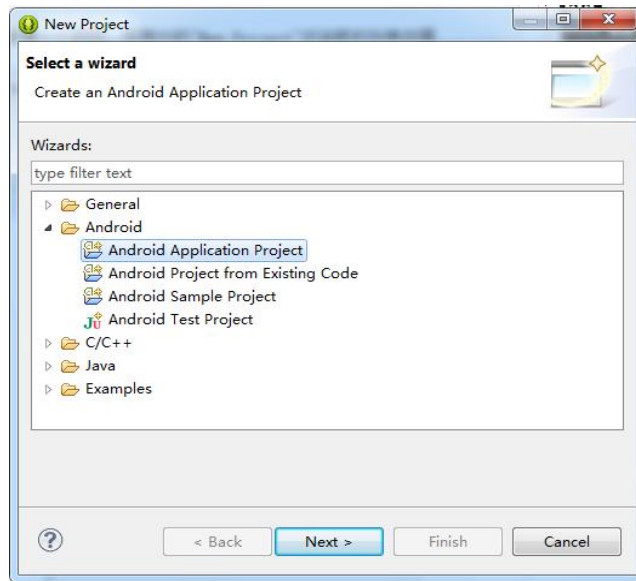 New Project
Select a wizard
Create an Android Application Project
Wizards:
type filter text
General
Android
Android Application Project
Android Project from Existing Code
Android Sample Project
Android Test Project
C/C++
Java
Examples
< Back Next > Finish Cancel